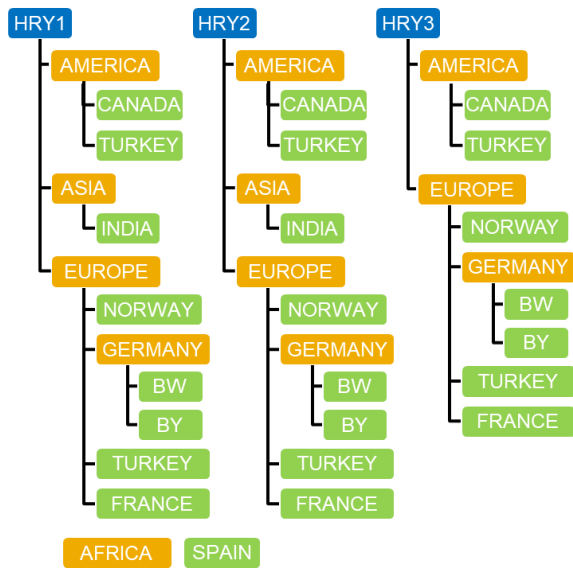 HRY1
AMERICA
CANADA
TURKEY
ASIA
INDIA
EUROPE
NORWAY
GERMANY
BW
BY
TURKEY
FRANCE
HRY2
AMERICA
CANADA
TURKEY
ASIA
INDIA
EUROPE
NORWAY
GERMANY
BW
BY
TURKEY
FRANCE
HRY3
AMERICA
CANADA
TURKEY
EUROPE
NORWAY
GERMANY
BW
BY
TURKEY
FRANCE
AFRICA
SPAIN